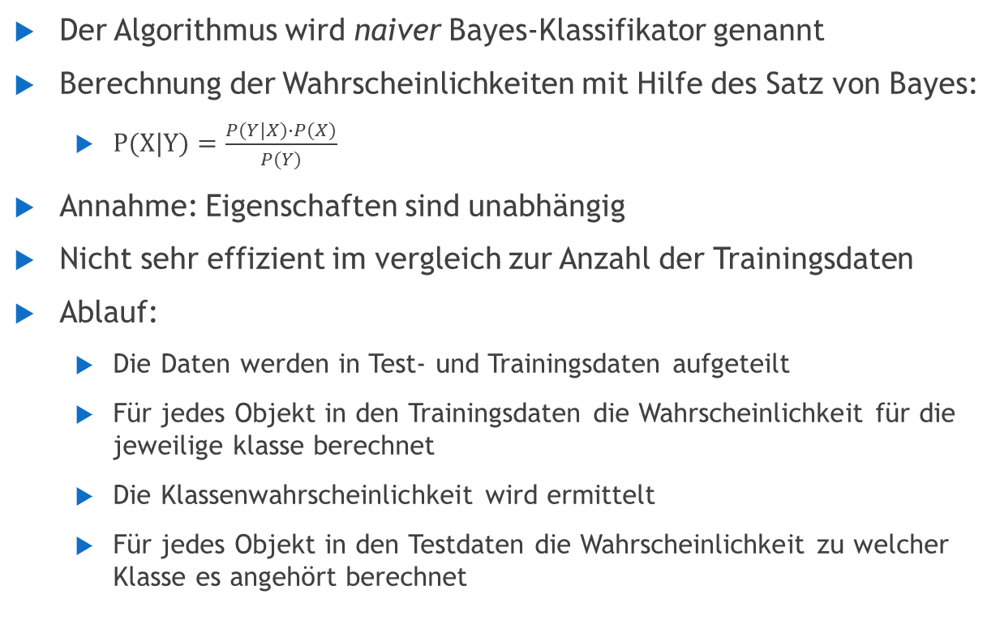 Der Algorithmus wird naiver Bayes-Klassifikator genannt
Berechnung der Wahrscheinlichkeiten mit Hilfe des Satz von Bayes:
P(X|Y) = P(Y|X)·P(X) / P(Y)
Annahme: Eigenschaften sind unabhängig
Nicht sehr effizient im vergleich zur Anzahl der Trainingsdaten
Ablauf:
Die Daten werden in Test- und Trainingsdaten aufgeteilt
Für jedes Objekt in den Trainingsdaten die Wahrscheinlichkeit für die
jeweilige klasse berechnet
Die Klassenwahrscheinlichkeit wird ermittelt
Für jedes Objekt in den Testdaten die Wahrscheinlichkeit zu welcher
Klasse es angehört berechnet